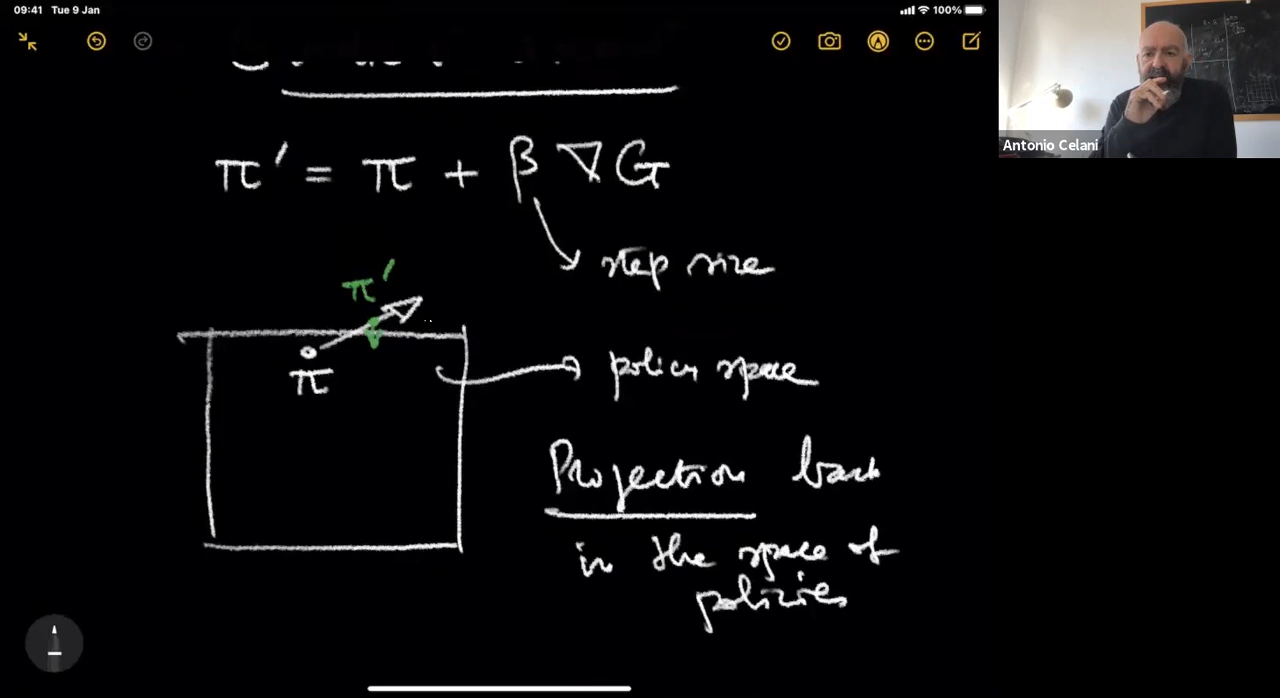 09:41 Tue 9 Jan
100%
Antonio Celani
π' = π + β ∇G
step size
π'
π
policy space
Projection back
in the space of
policies